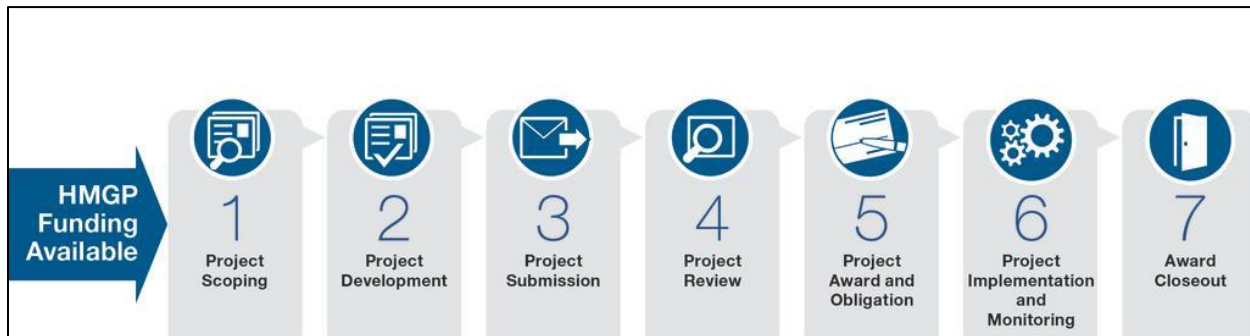 HMGP
Funding
Available
1
Project
Scoping
2
Project
Development
3
Project
Submission
4
Project
Review
5
Project
Award and
Obligation
6
Project
Implementation
and
Monitoring
7
Award
Closeout